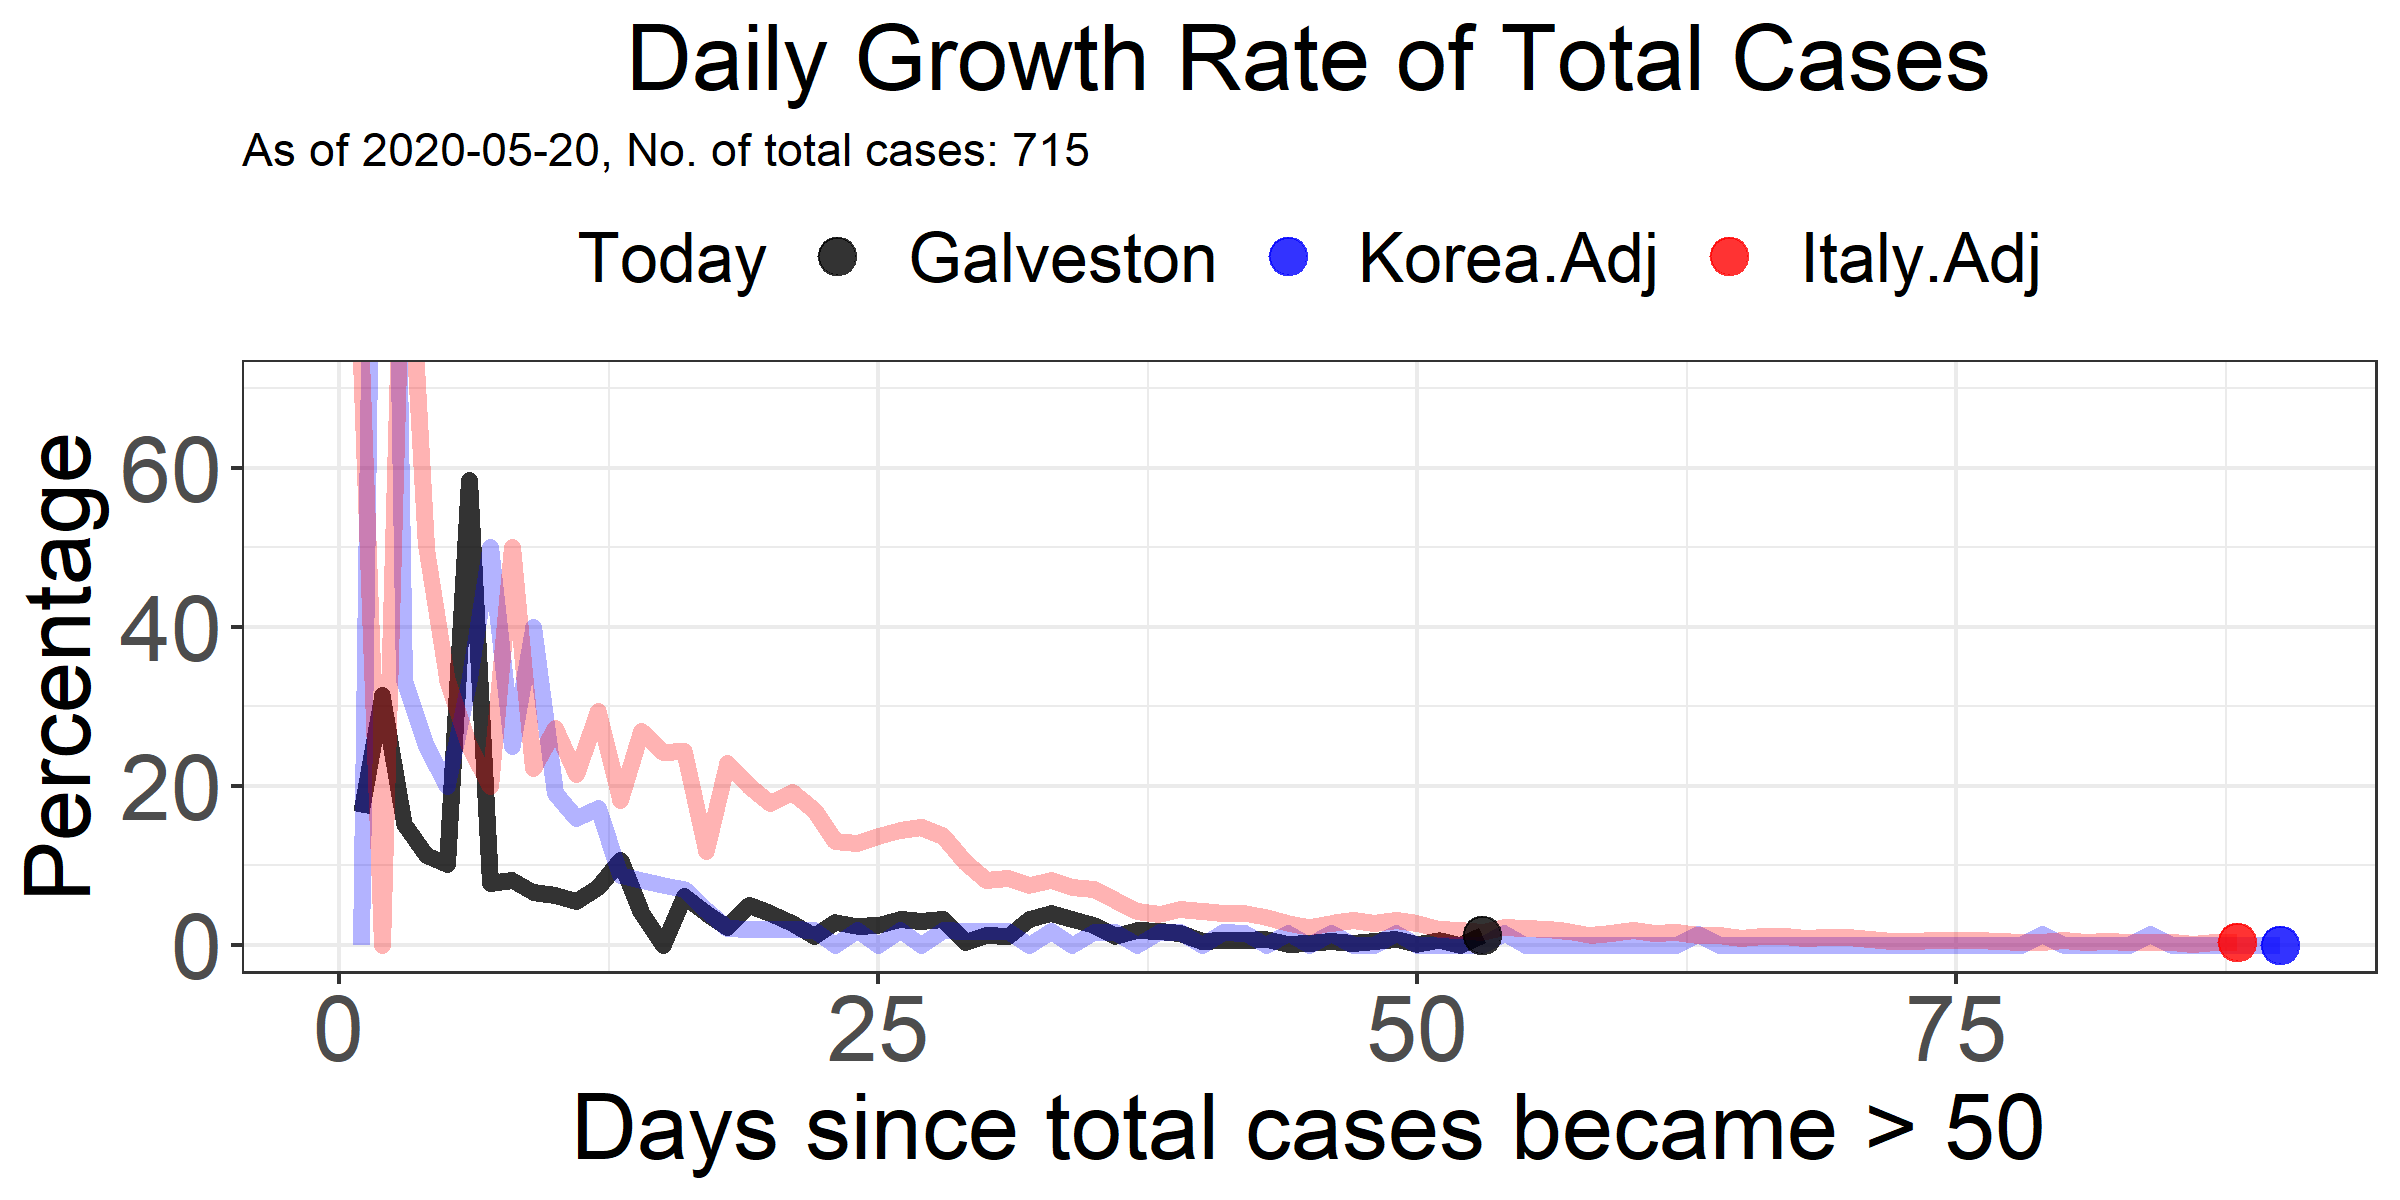 Daily Growth Rate of Total Cases
As of 2020-05-20, No. of total cases: 715
Today Galveston Korea.Adj Italy.Adj
Percentage
60
40
20
0
0 25 50 75
Days since total cases became > 50